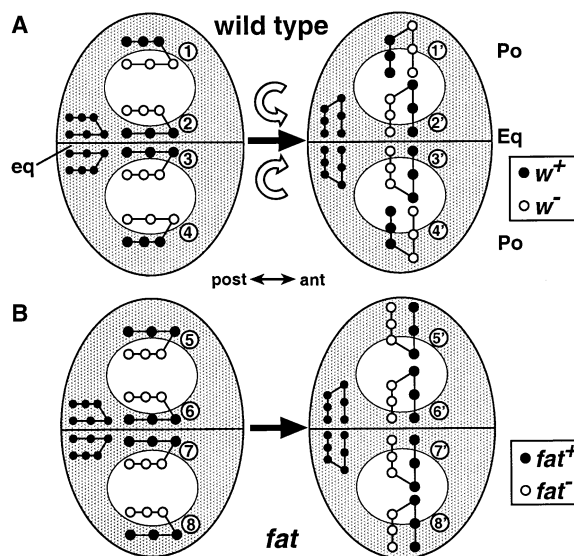 A
wild type
① ①'
Po
② ②'
eq
Eq
③ ③'
w⁺
w⁻
④ ④'
Po
post ant
B
⑤ ⑤'
⑥ ⑥'
⑦ ⑦'
fat⁺
fat⁻
⑧ ⑧'
fat